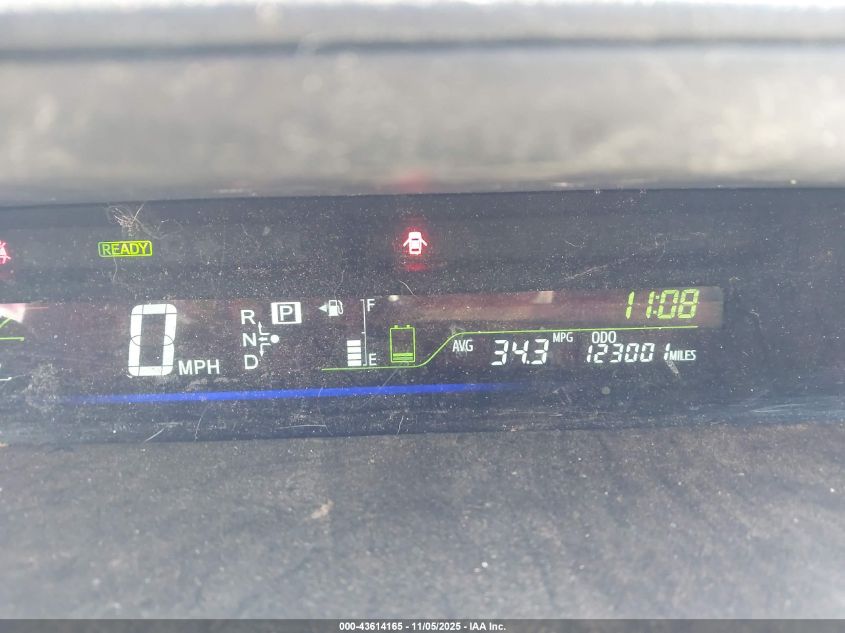 READY
0 MPH
R
N
D
P
F
E
11:08
AVG 34.3 MPG
ODO
123001 MILES
000-43614165 - 11/05/2025 - IAA Inc.